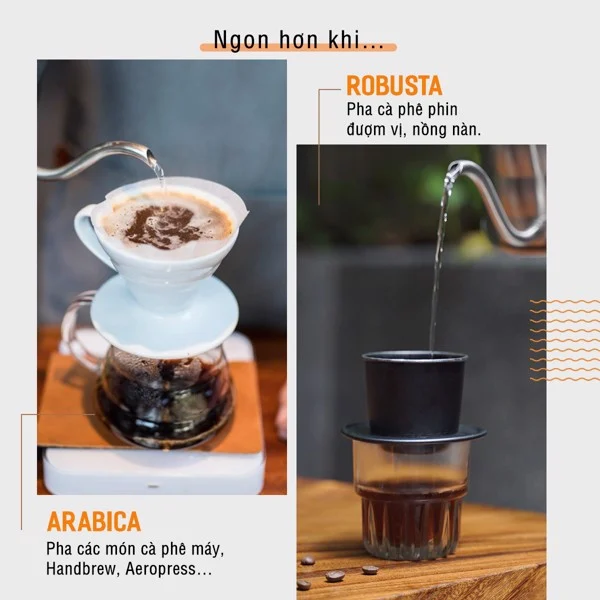 Ngon hơn khi...
ROBUSTA
Pha cà phê phin
đượm vị, nồng nàn.
ARABICA
Pha các món cà phê máy,
Handbrew, Aeropress...